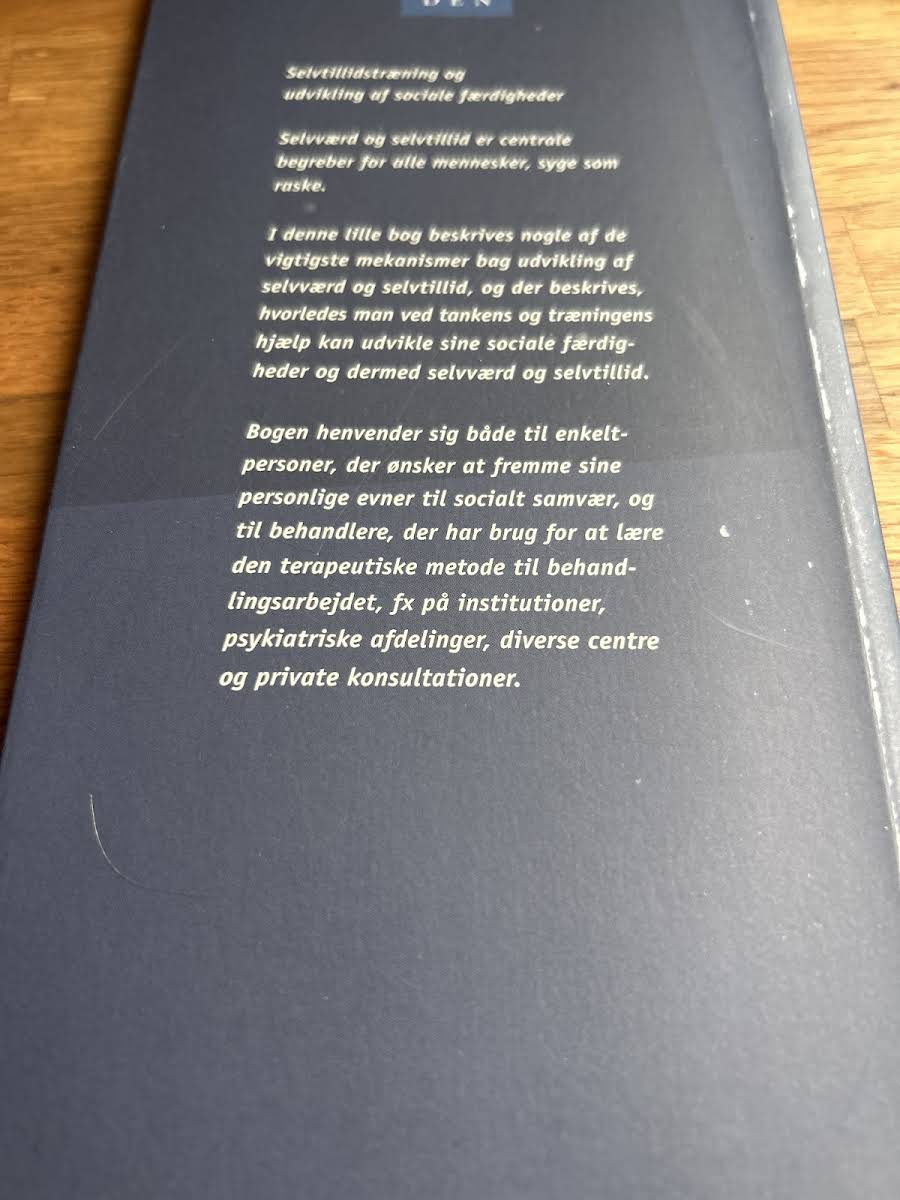 DEN
Selvtillidstræning og
udvikling af sociale færdigheder
Selvværd og selvtillid er centrale
begreber for alle mennesker, syge som
raske.
I denne lille bog beskrives nogle af de
vigtigste mekanismer bag udvikling af
selvværd og selvtillid, og der beskrives,
hvorledes man ved tankens og træningens
hjælp kan udvikle sine sociale færdig-
heder og dermed selvværd og selvtillid.
Bogen henvender sig både til enkelt-
personer, der ønsker at fremme sine
personlige evner til socialt samvær, og
til behandlere, der har brug for at lære
den terapeutiske metode til behand-
lingsarbejdet, fx på institutioner,
psykiatriske afdelinger, diverse centre
og private konsultationer.